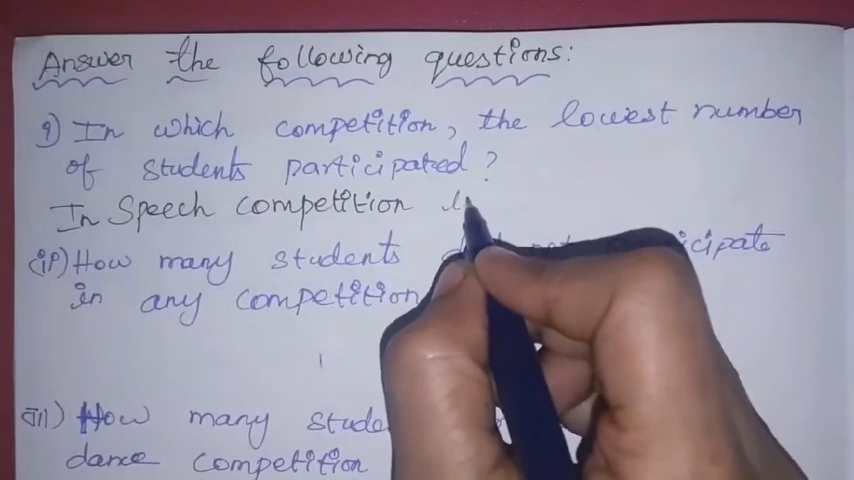 Answer the following questions:
i) In which competition, the lowest number
of students participated?
In Speech competition
(ii) How many students
in any competition
(iii) How many
dance competition